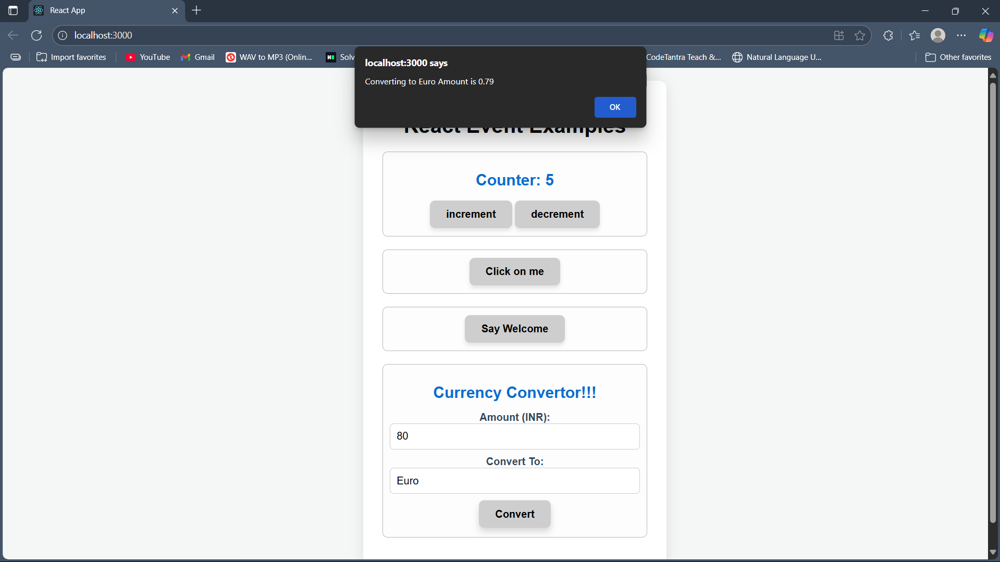 React App
localhost:3000
Import favorites
YouTube
Gmail
WAV to MP3 (Onlin...
Solv
CodeTantra Teach &...
Natural Language U...
Other favorites
localhost:3000 says
Converting to Euro Amount is 0.79
OK
React Event Examples
Counter: 5
increment
decrement
Click on me
Say Welcome
Currency Convertor!!!
Amount (INR):
80
Convert To:
Euro
Convert